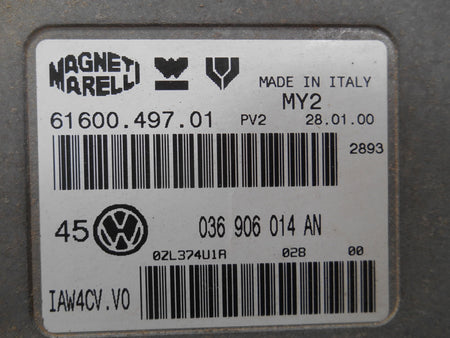 MAGNETI
MARELLI
MADE IN ITALY
MY2
61600.497.01 PV2 28.01.00
2893
45 VW 036 906 014 AN
0ZL374U1A 028 00
IAW4CV.V0